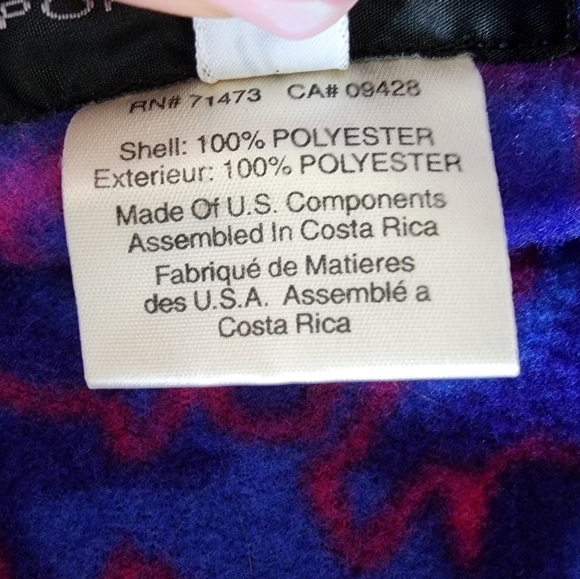 RN# 71473 CA# 09428
Shell: 100% POLYESTER
Exterieur: 100% POLYESTER
Made Of U.S. Components
Assembled In Costa Rica
Fabriqué de Matieres
des U.S.A. Assemblé a
Costa Rica